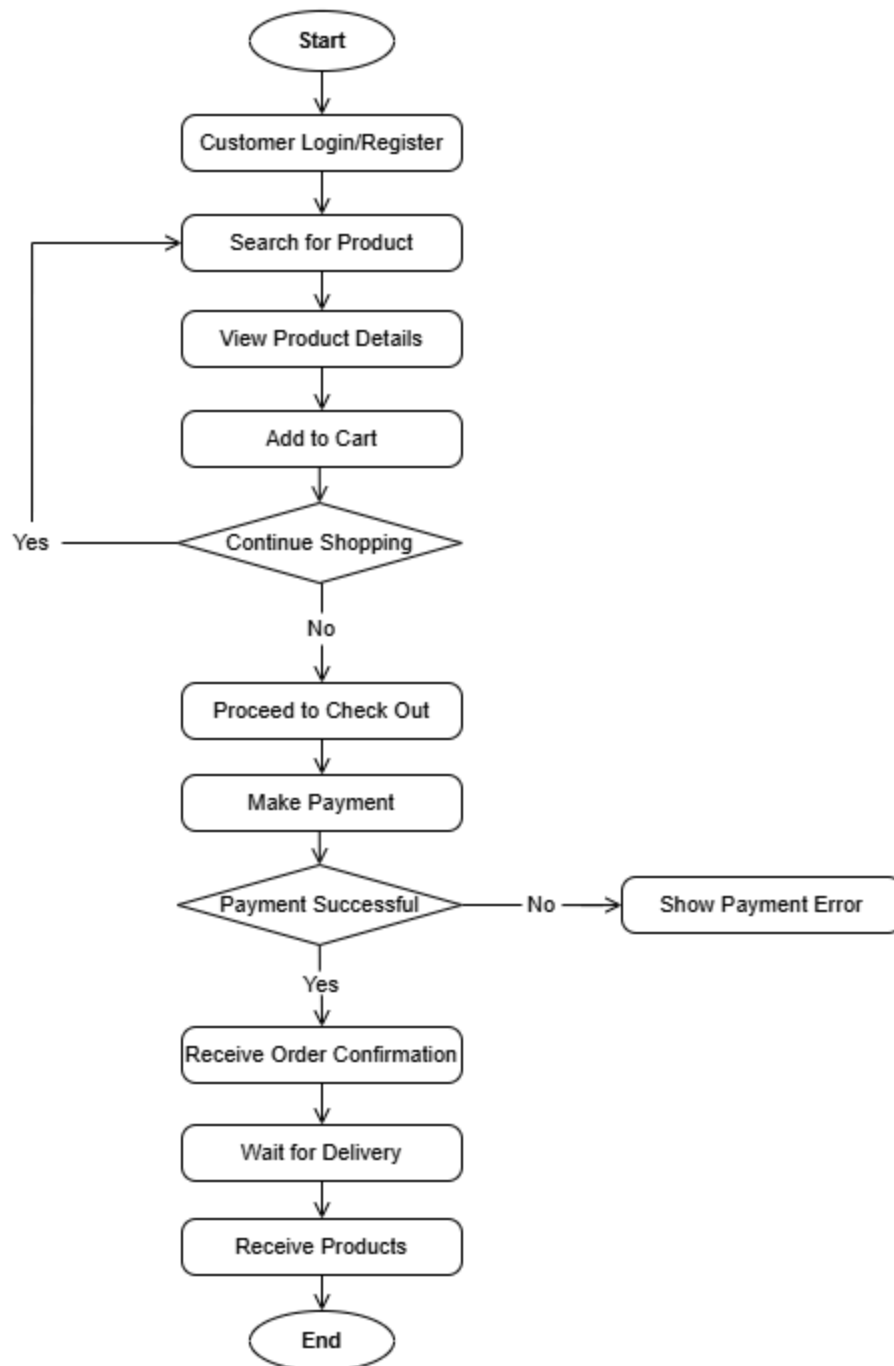 Start
Customer Login/Register
Search for Product
View Product Details
Add to Cart
Yes
Continue Shopping
No
Proceed to Check Out
Make Payment
Payment Successful
No
Show Payment Error
Yes
Receive Order Confirmation
Wait for Delivery
Receive Products
End